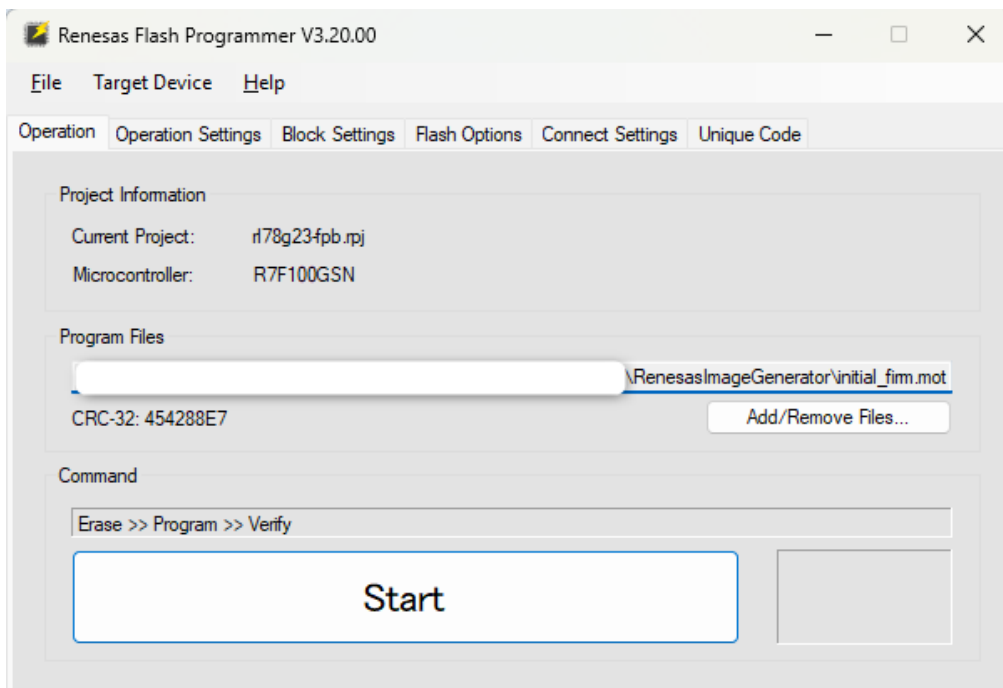 Renesas Flash Programmer V3.20.00
File Target Device Help
Operation Operation Settings Block Settings Flash Options Connect Settings Unique Code
Project Information
Current Project: rl78g23-fpb.rpj
Microcontroller: R7F100GSN
Program Files
\RenesasImageGenerator\initial_firm.mot
CRC-32: 454288E7 Add/Remove Files...
Command
Erase >> Program >> Verify
Start